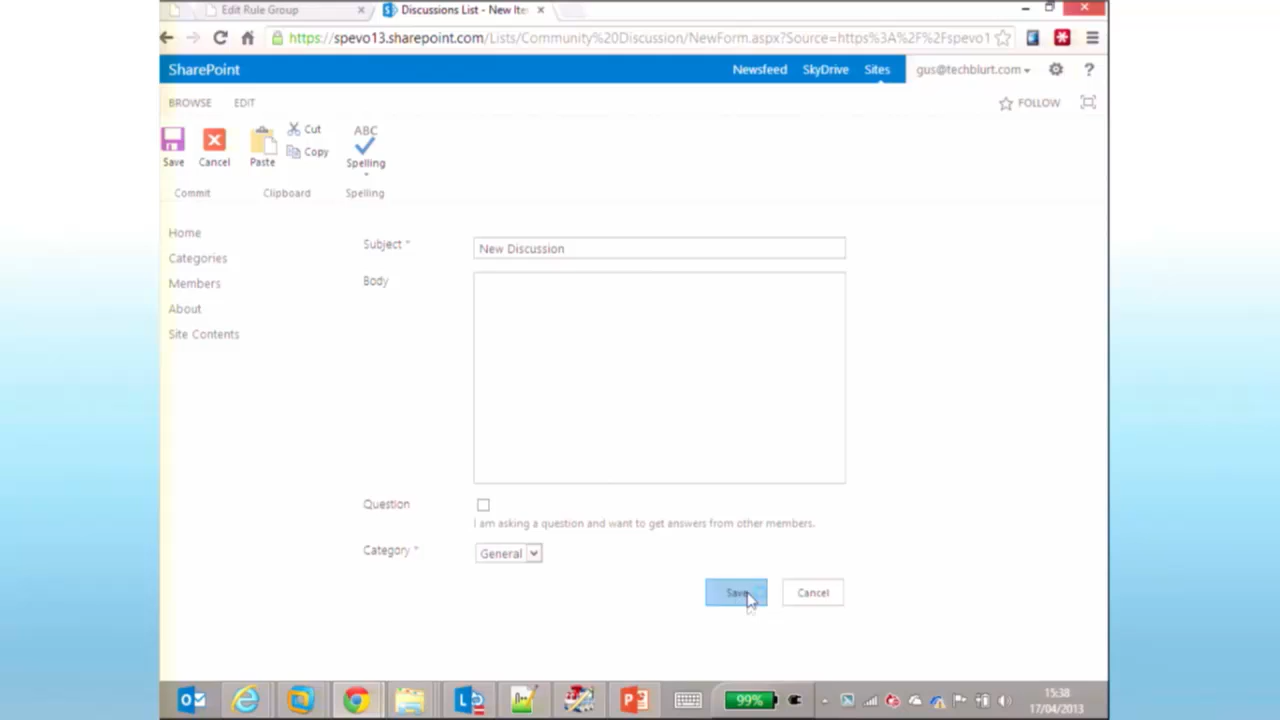 Edit Rule Group
Discussions List - New Ite
https://spevo13.sharepoint.com/Lists/Community%20Discussion/NewForm.aspx?Source=https%3A%2F%2Fspevo1
SharePoint
Newsfeed SkyDrive Sites gus@techblurt.com
BROWSE EDIT
FOLLOW
Save Cancel Paste Cut Copy ABC Spelling
Commit Clipboard Spelling
Home
Categories
Members
About
Site Contents
Subject *
New Discussion
Body
Question
I am asking a question and want to get answers from other members.
Category *
General
Save Cancel
99%
15:38
17/04/2013